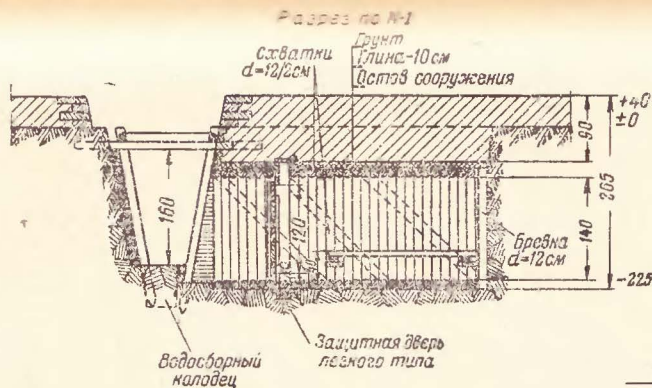 Разрез по N-1
Схватки
d=12/2см
Грунт
Глина-10см
Остов сооружения
+40
±0
90
265
160
120
140
Бревна
d=12см
-225
Защитная дверь
легкого типа
Водосборный
колодец